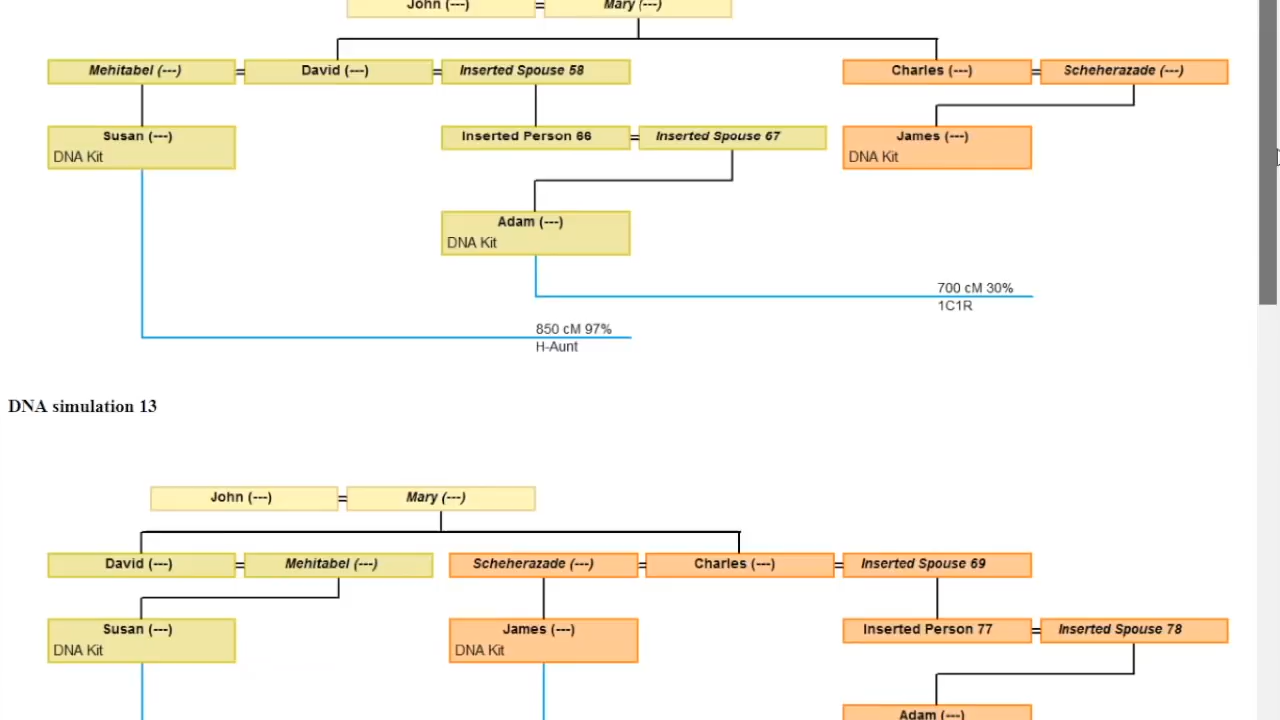 John (---) = Mary (---)
Mehitabel (---) = David (---) = Inserted Spouse 58 Charles (---) = Scheherazade (---)
Susan (---) Inserted Person 66 = Inserted Spouse 67 James (---)
DNA Kit DNA Kit
Adam (---)
DNA Kit
700 cM 30%
1C1R
850 cM 97%
H-Aunt
DNA simulation 13
John (---) = Mary (---)
David (---) = Mehitabel (---) Scheherazade (---) = Charles (---) = Inserted Spouse 69
Susan (---) James (---) Inserted Person 77 = Inserted Spouse 78
DNA Kit DNA Kit
Adam (---)